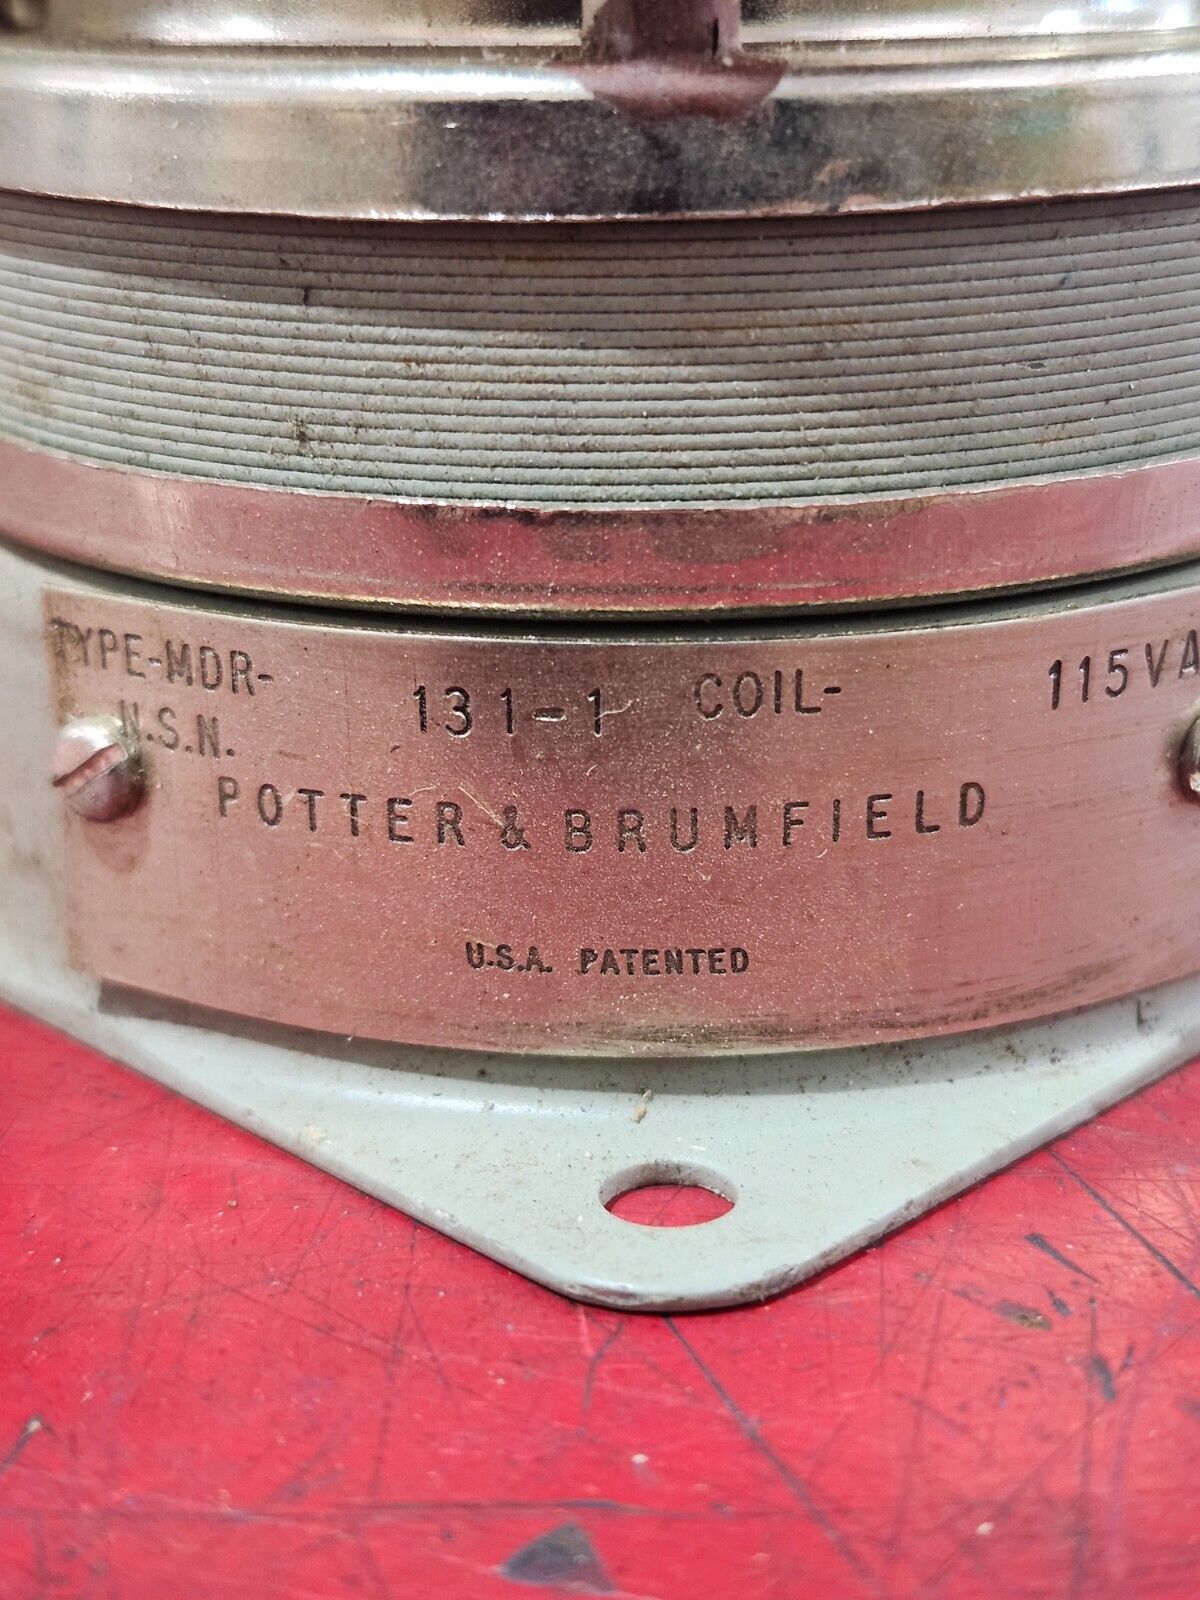 TYPE-MDR- 131-1 COIL- 115VA
N.S.N.
POTTER & BRUMFIELD
U.S.A. PATENTED